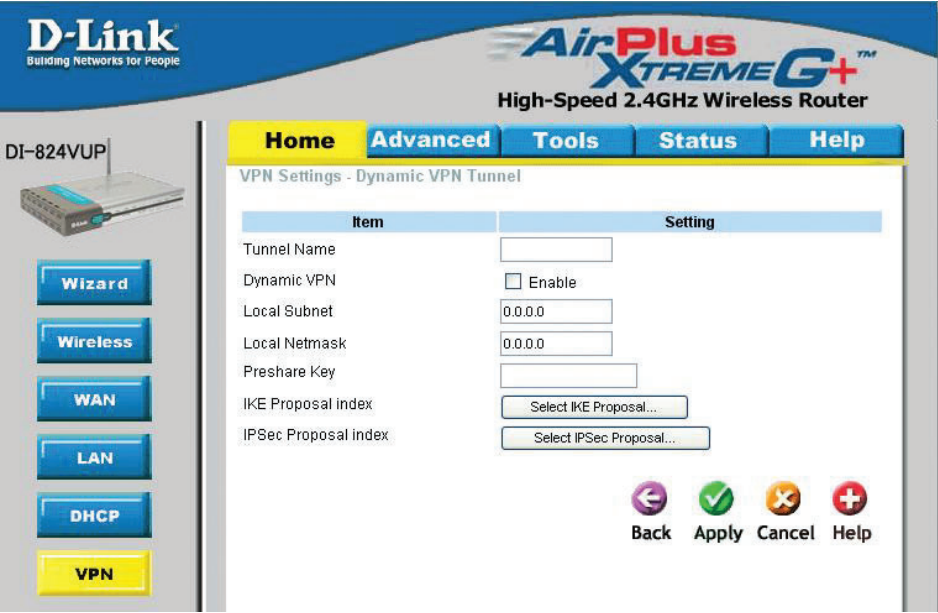 D-Link
Building Networks for People
AirPlus
XTREME G+™
High-Speed 2.4GHz Wireless Router
DI-824VUP
D-Link
Home Advanced Tools Status Help
VPN Settings - Dynamic VPN Tunnel
Item Setting
Tunnel Name
Dynamic VPN Enable
Local Subnet 0.0.0.0
Local Netmask 0.0.0.0
Preshare Key
IKE Proposal index Select IKE Proposal...
IPSec Proposal index Select IPSec Proposal...
Wizard
Wireless
WAN
LAN
DHCP
VPN
Back Apply Cancel Help